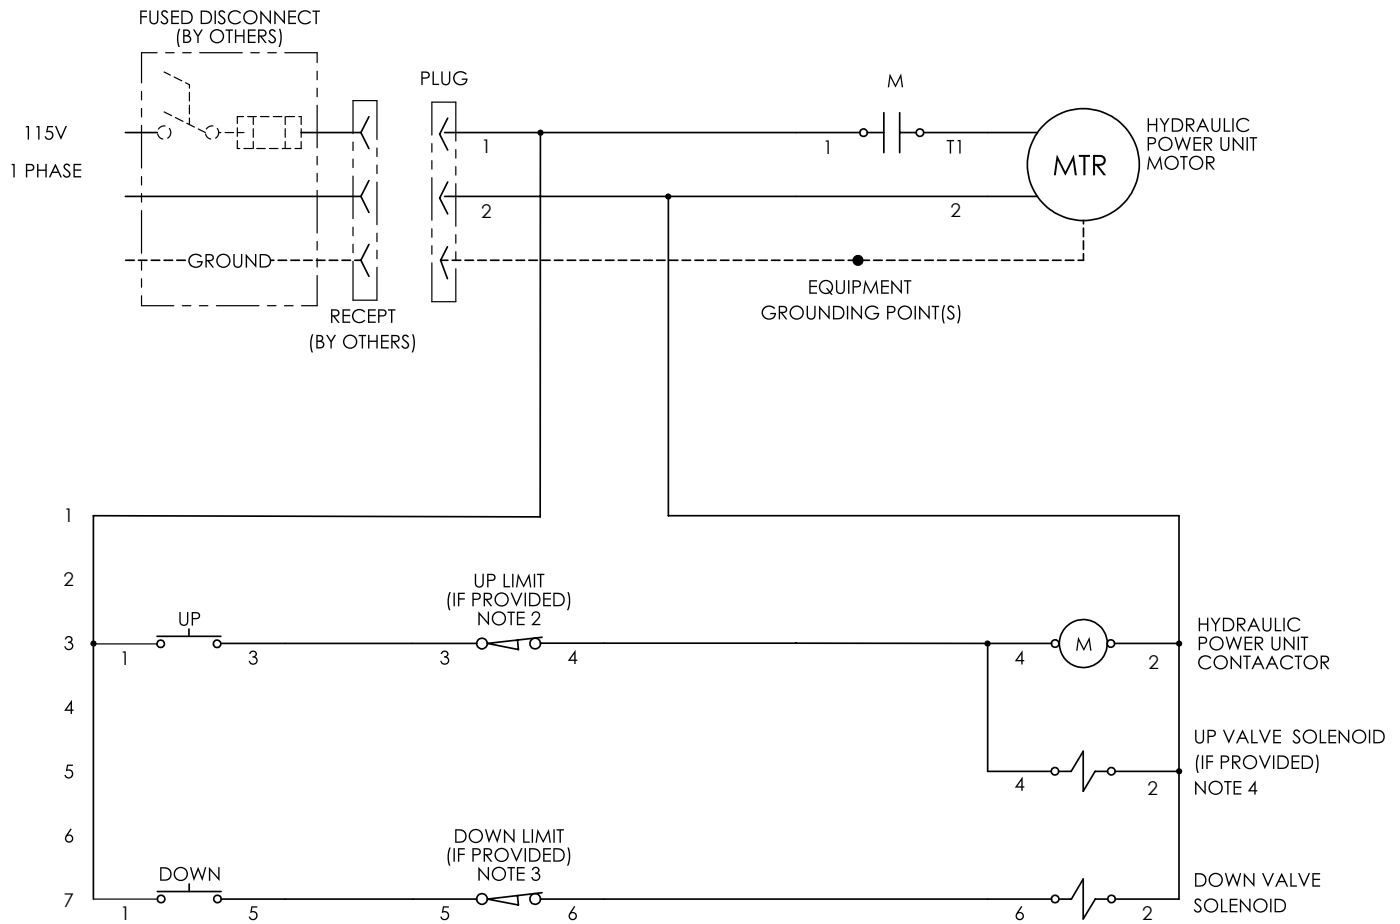 FUSED DISCONNECT
(BY OTHERS)
PLUG
M
115V
1 PHASE
1
1
T1
MTR
HYDRAULIC
POWER UNIT
MOTOR
2
2
GROUND
RECEPT
(BY OTHERS)
EQUIPMENT
GROUNDING POINT(S)
1
2
UP LIMIT
(IF PROVIDED)
NOTE 2
3
UP
1
3
3
4
4
M
2
HYDRAULIC
POWER UNIT
CONTAACTOR
4
5
4
2
UP VALVE SOLENOID
(IF PROVIDED)
NOTE 4
6
DOWN LIMIT
(IF PROVIDED)
NOTE 3
7
DOWN
1
5
5
6
6
2
DOWN VALVE
SOLENOID